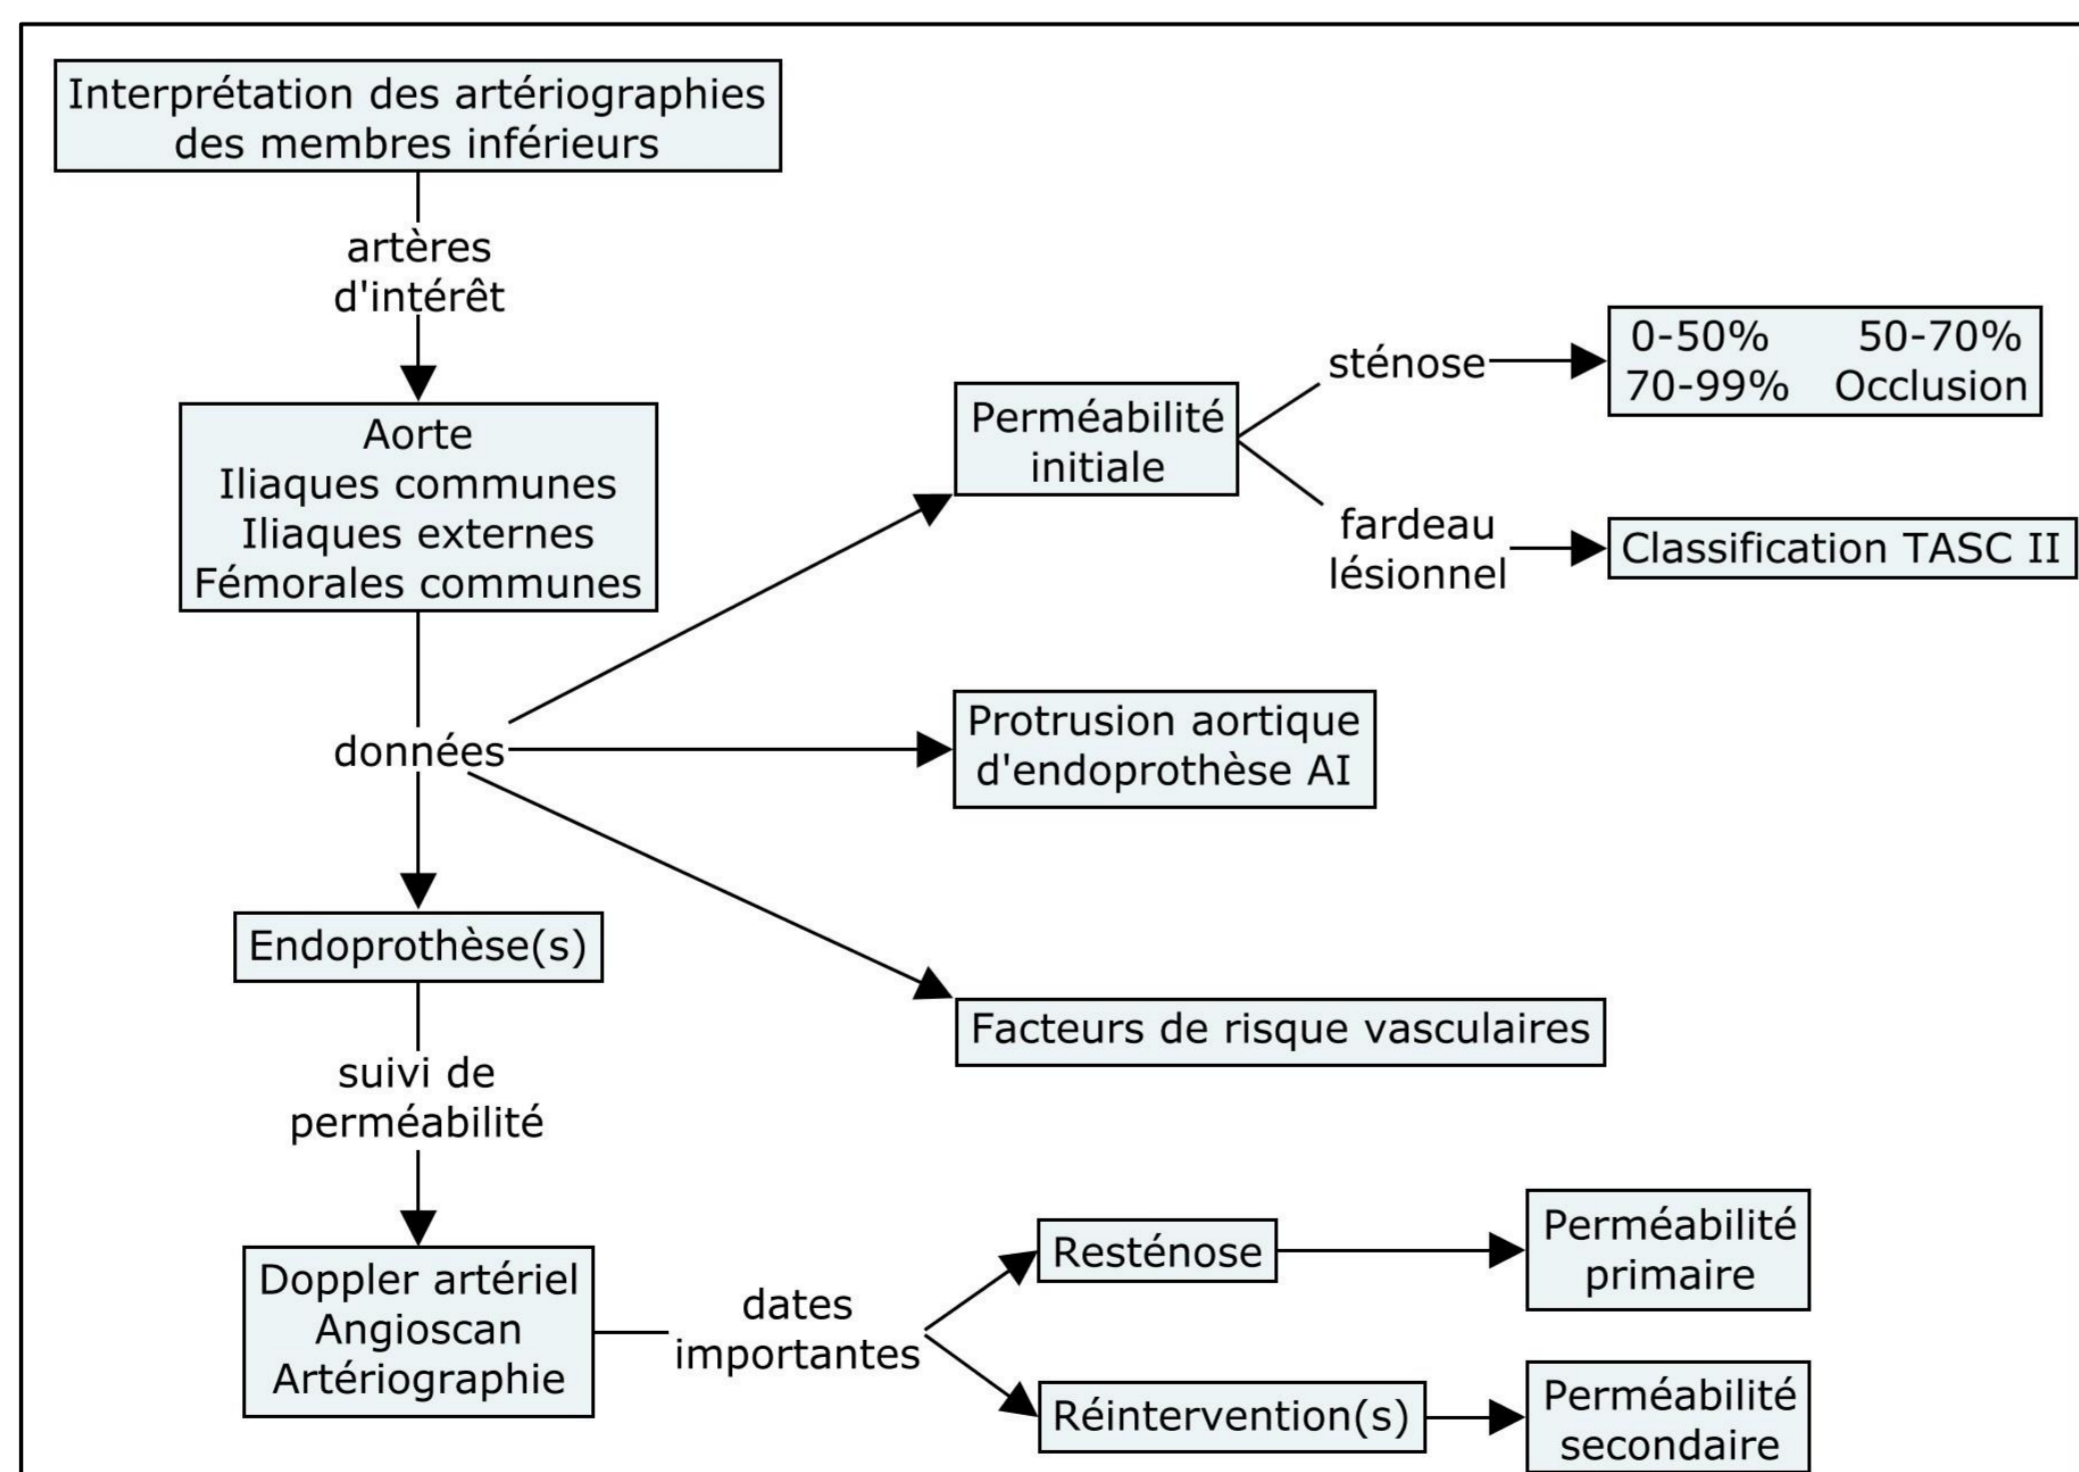 Interprétation des artériographies
des membres inférieurs
artères
d'intérêt
Aorte
Iliaques communes
Iliaques externes
Fémorales communes
données
Perméabilité
initiale
sténose
0-50% 50-70%
70-99% Occlusion
fardeau
lésionnel
Classification TASC II
Protrusion aortique
d'endoprothèse AI
Facteurs de risque vasculaires
Endoprothèse(s)
suivi de
perméabilité
Doppler artériel
Angioscan
Artériographie
dates
importantes
Resténose
Perméabilité
primaire
Réintervention(s)
Perméabilité
secondaire